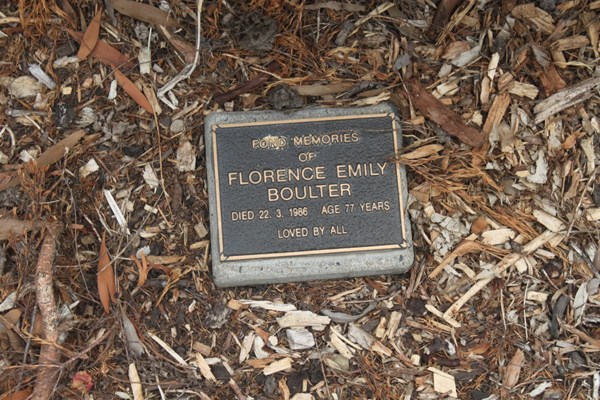 FOND MEMORIES
OF
FLORENCE EMILY
BOULTER
DIED 22. 3. 1986 AGE 77 YEARS
LOVED BY ALL